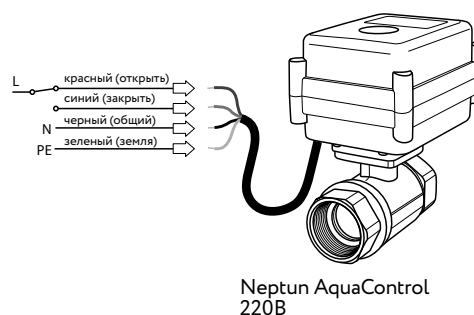 L
красный (открыть)
синий (закрыть)
N черный (общий)
PE зеленый (земля)
Neptun AquaControl
220В